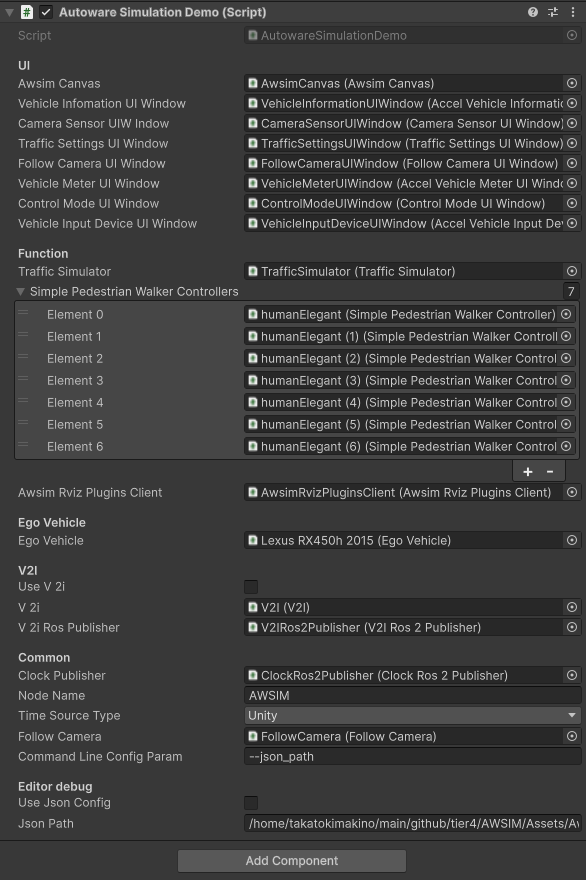 # Autoware Simulation Demo (Script)
Script AutowareSimulationDemo
UI
Awsim Canvas AwsimCanvas (Awsim Canvas)
Vehicle Infomation UI Window VehicleInformationUIWindow (Accel Vehicle Informatio
Camera Sensor UIW Indow CameraSensorUIWindow (Camera Sensor UI Window)
Traffic Settings UI Window TrafficSettingsUIWindow (Traffic Settings UI Window)
Follow Camera UI Window FollowCameraUIWindow (Follow Camera UI Window)
Vehicle Meter UI Window VehicleMeterUIWindow (Accel Vehicle Meter UI Windo
Control Mode UI Window ControlModeUIWindow (Control Mode UI Window)
Vehicle Input Device UI Window VehicleInputDeviceUIWindow (Accel Vehicle Input De
Function
Traffic Simulator TrafficSimulator (Traffic Simulator)
Simple Pedestrian Walker Controllers 7
Element 0 humanElegant (Simple Pedestrian Walker Controller)
Element 1 humanElegant (1) (Simple Pedestrian Walker Controll
Element 2 humanElegant (2) (Simple Pedestrian Walker Control
Element 3 humanElegant (3) (Simple Pedestrian Walker Control
Element 4 humanElegant (4) (Simple Pedestrian Walker Control
Element 5 humanElegant (5) (Simple Pedestrian Walker Control
Element 6 humanElegant (6) (Simple Pedestrian Walker Control
+ -
Awsim Rviz Plugins Client AwsimRvizPluginsClient (Awsim Rviz Plugins Client)
Ego Vehicle
Ego Vehicle Lexus RX450h 2015 (Ego Vehicle)
V2I
Use V 2i
V 2i V2I (V2I)
V 2i Ros Publisher V2IRos2Publisher (V2I Ros 2 Publisher)
Common
Clock Publisher ClockRos2Publisher (Clock Ros 2 Publisher)
Node Name AWSIM
Time Source Type Unity
Follow Camera FollowCamera (Follow Camera)
Command Line Config Param --json_path
Editor debug
Use Json Config
Json Path /home/takatokimakino/main/github/tier4/AWSIM/Assets/A
Add Component